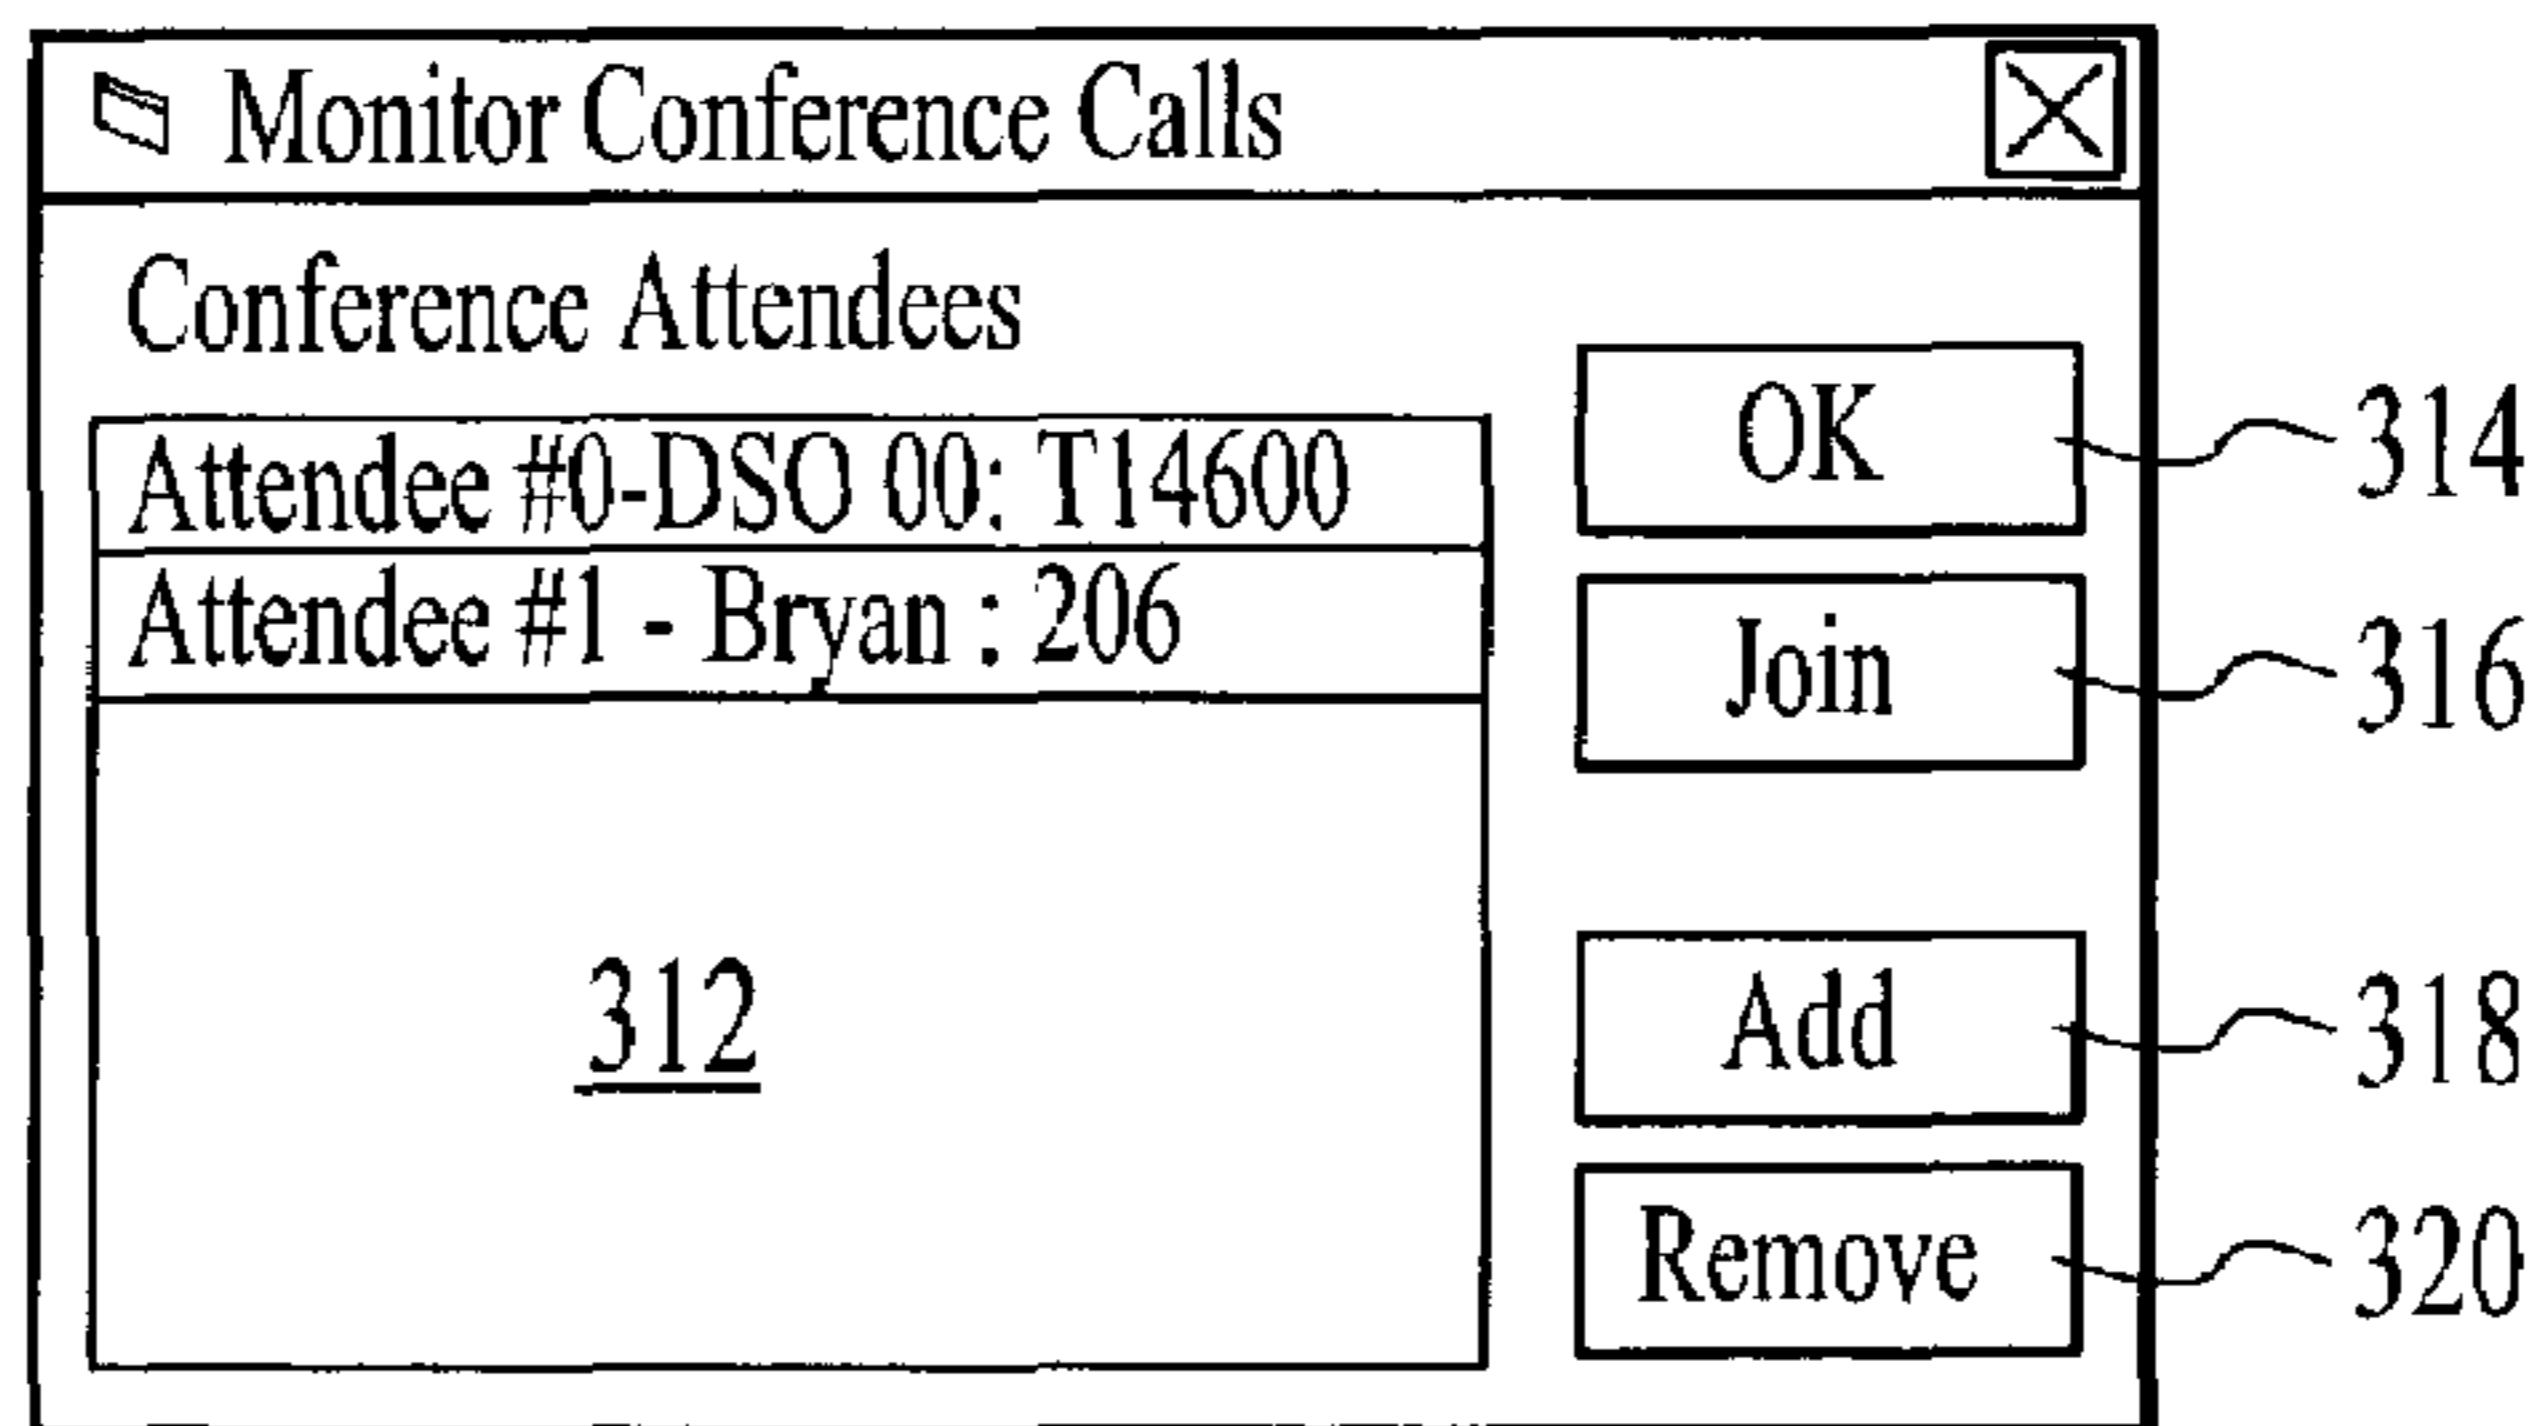 Monitor Conference Calls
Conference Attendees
Attendee #0-DSO 00: T14600
Attendee #1 - Bryan : 206
312
OK
314
Join
316
Add
318
Remove
320